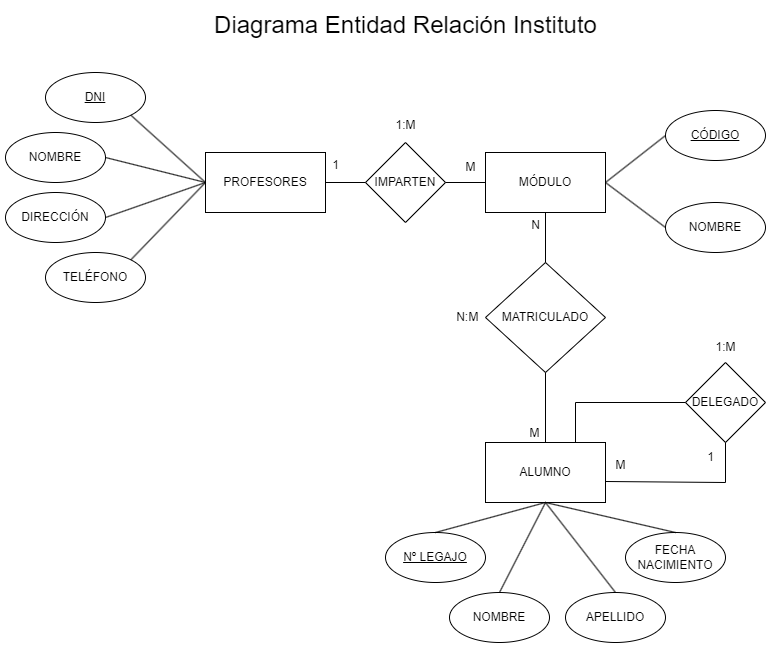 Diagrama Entidad Relación Instituto
DNI
NOMBRE
DIRECCIÓN
TELÉFONO
PROFESORES
1
1:M
IMPARTEN
M
MÓDULO
CÓDIGO
NOMBRE
N
N:M
MATRICULADO
M
1:M
DELEGADO
1
M
ALUMNO
Nº LEGAJO
NOMBRE
APELLIDO
FECHA
NACIMIENTO